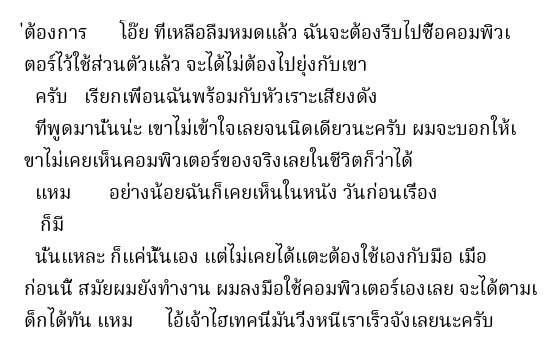 ่ต้องการ โอ๊ย ที่เหลือลืมหมดแล้ว ฉันจะต้องรีบไปซื้อคอมพิวเ
ตอร์ไว้ใช้ส่วนตัวแล้ว จะได้ไม่ต้องไปยุ่งกับเขา
ครับ เรียกเพื่อนฉันพร้อมกับหัวเราะเสียงดัง
ที่พูดมานั้นน่ะ เขาไม่เข้าใจเลยจนนิดเดียวนะครับ ผมจะบอกให้เ
ขาไม่เคยเห็นคอมพิวเตอร์ของจริงเลยในชีวิตก็ว่าได้
แหม อย่างน้อยฉันก็เคยเห็นในหนัง วันก่อนเรื่อง
ก็มี
นั่นแหละ ก็แค่นั้นเอง แต่ไม่เคยได้แตะต้องใช้เองกับมือ เมื่อ
ก่อนนี้ สมัยผมยังทำงาน ผมลงมือใช้คอมพิวเตอร์เองเลย จะได้ตามเ
ด็กได้ทัน แหม ไอ้เจ้าไฮเทคนี่มันวิ่งหนีเราเร็วจังเลยนะครับ